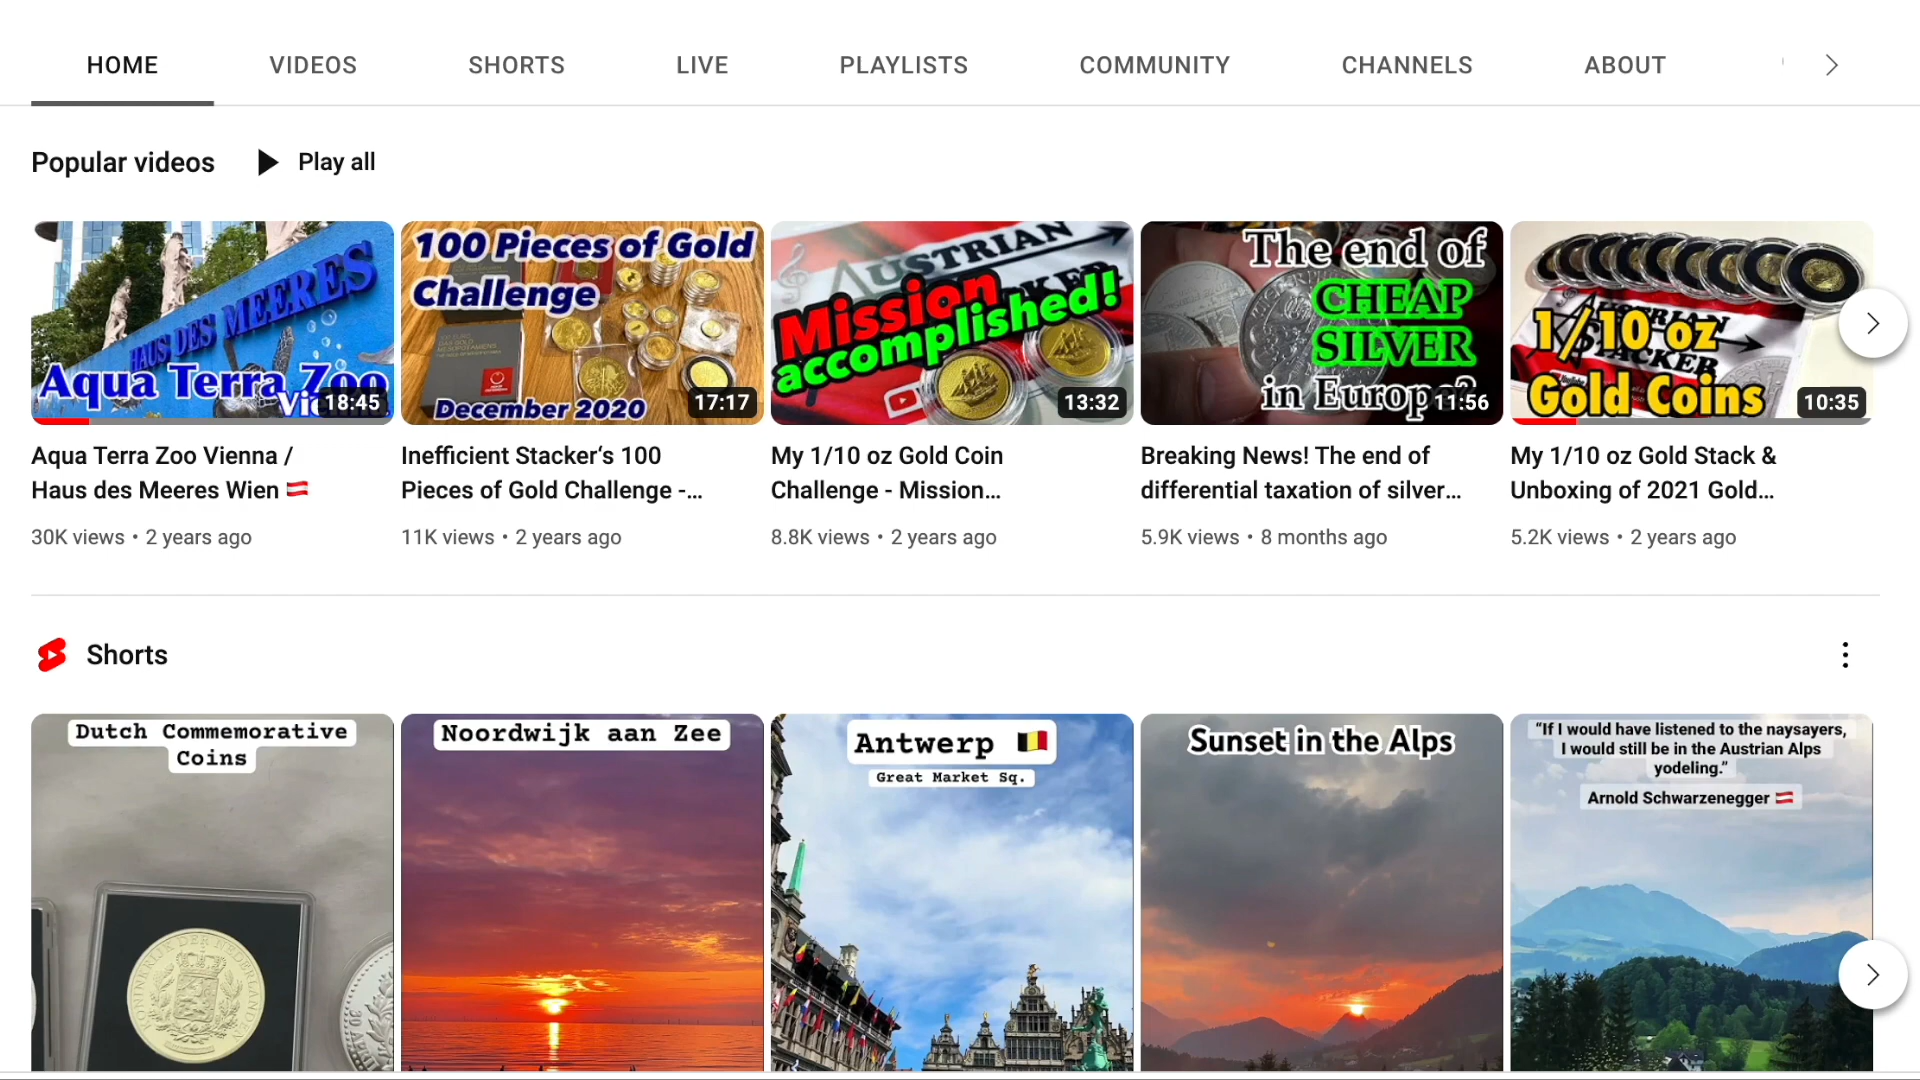 HOME VIDEOS SHORTS LIVE PLAYLISTS COMMUNITY CHANNELS ABOUT
Popular videos Play all
HAUS DES MEERES
Aqua Terra Zoo
18:45
100 Pieces of Gold
Challenge
December 2020
17:17
AUSTRIAN
Mission
accomplished!
13:32
The end of
CHEAP
SILVER
in Europe?
11:56
AUSTRIAN
STACKER
1/10 oz
Gold Coins
10:35
Aqua Terra Zoo Vienna /
Haus des Meeres Wien 🇦🇹
30K views • 2 years ago
Inefficient Stacker‘s 100
Pieces of Gold Challenge -...
11K views • 2 years ago
My 1/10 oz Gold Coin
Challenge - Mission...
8.8K views • 2 years ago
Breaking News! The end of
differential taxation of silver...
5.9K views • 8 months ago
My 1/10 oz Gold Stack &
Unboxing of 2021 Gold...
5.2K views • 2 years ago
Shorts
Dutch Commemorative
Coins
Noordwijk aan Zee
Antwerp 🇧🇪
Great Market Sq.
Sunset in the Alps
“If I would have listened to the naysayers,
I would still be in the Austrian Alps
yodeling.”
Arnold Schwarzenegger 🇦🇹